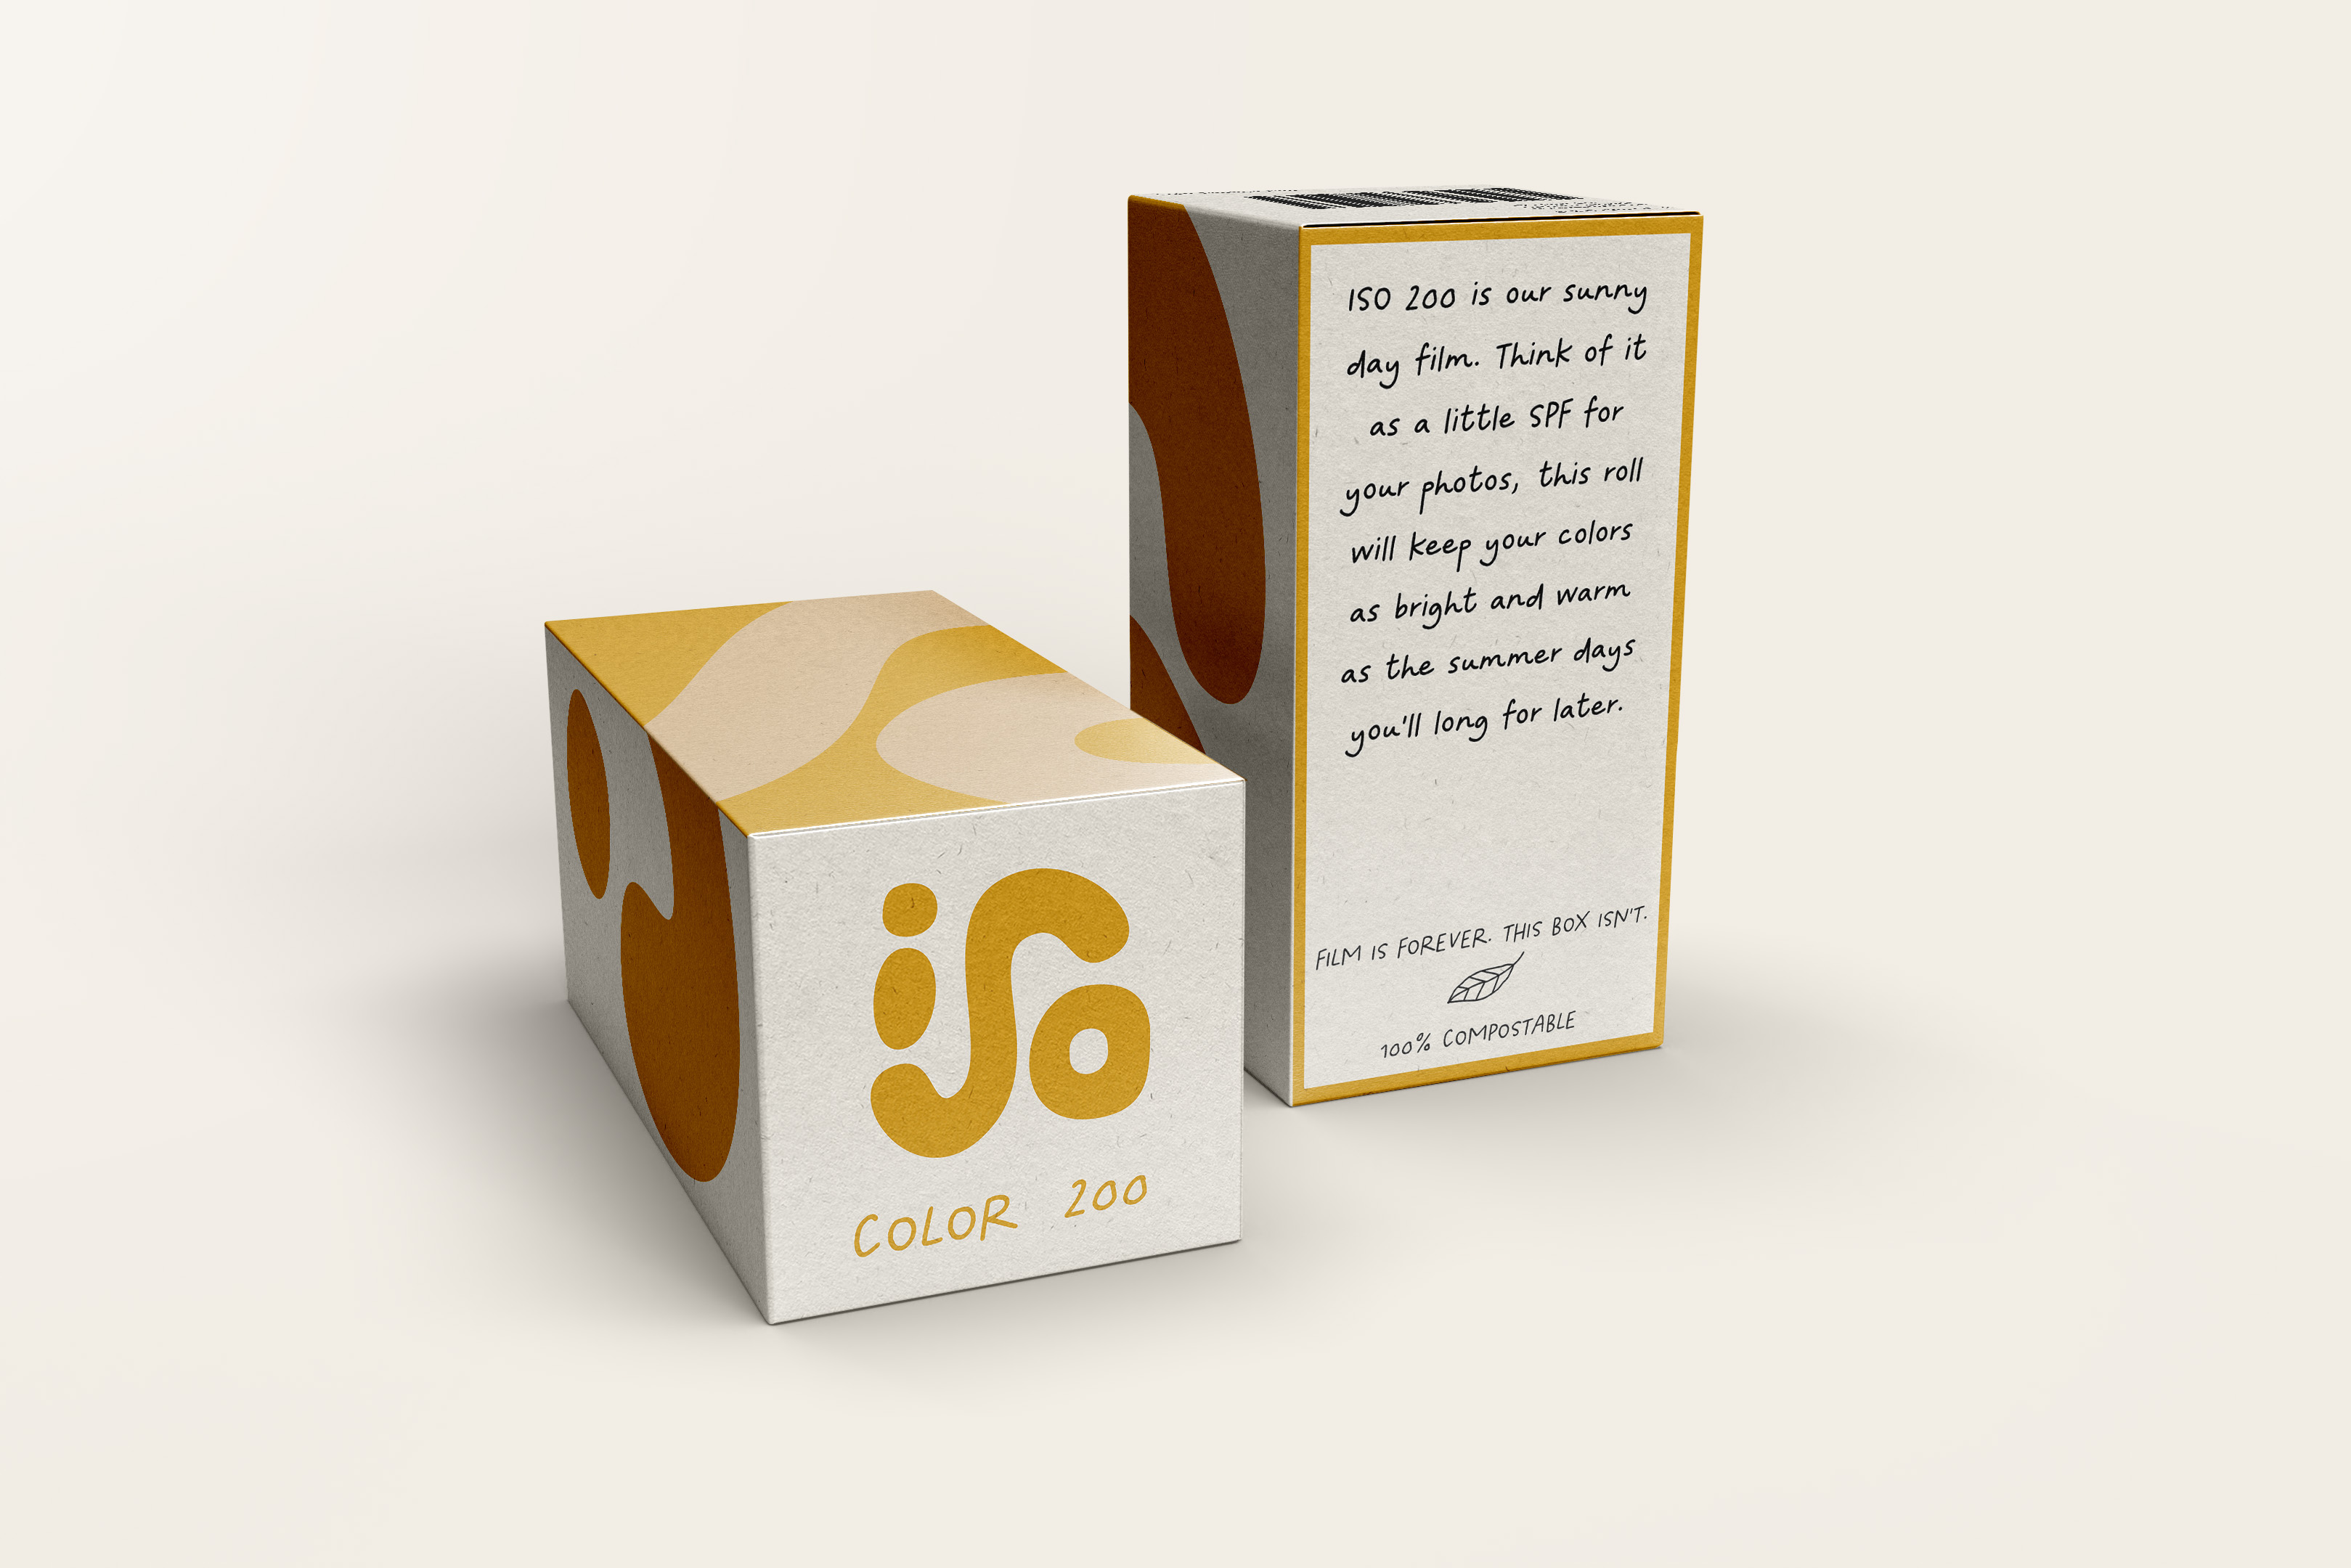 iso
COLOR 200
ISO 200 is our sunny
day film. Think of it
as a little SPF for
your photos, this roll
will keep your colors
as bright and warm
as the summer days
you'll long for later.
FILM IS FOREVER. THIS BOX ISN'T.
100% COMPOSTABLE